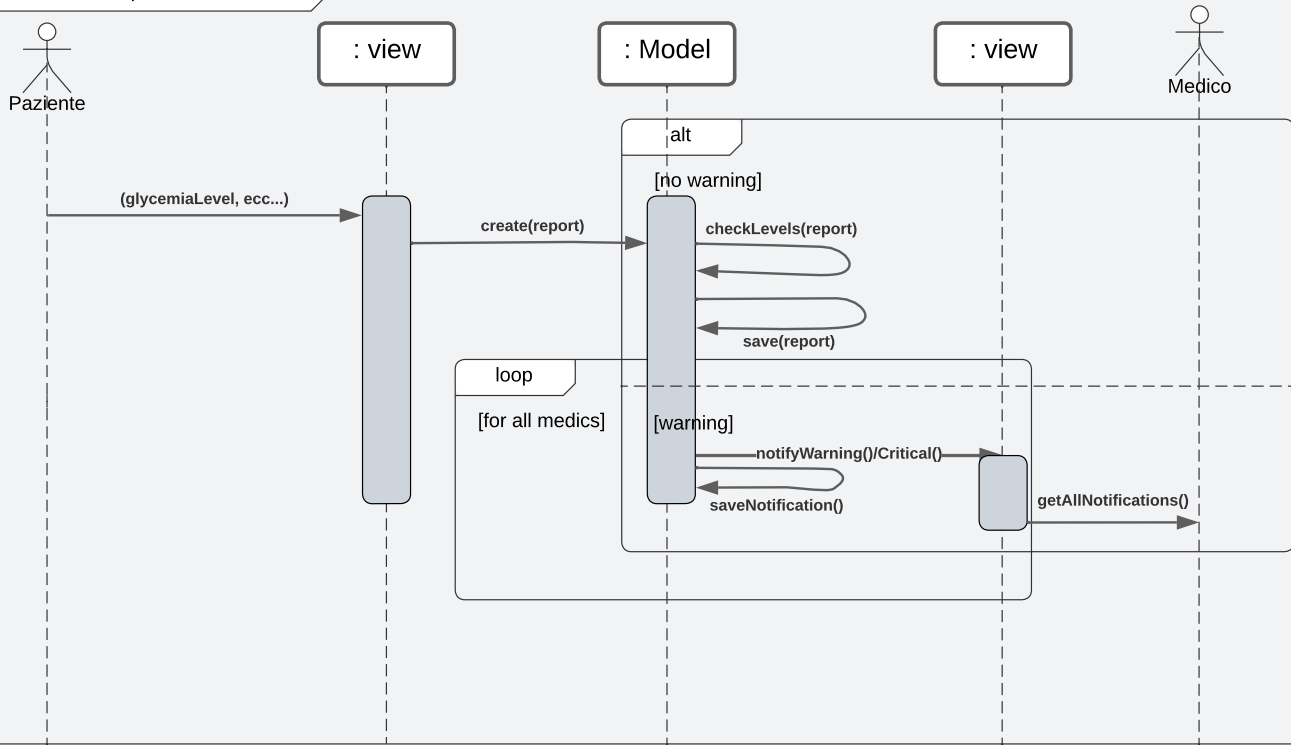 Paziente
: view
: Model
: view
Medico
alt
[no warning]
(glycemiaLevel, ecc...)
create(report)
checkLevels(report)
save(report)
loop
[for all medics]
[warning]
notifyWarning()/Critical()
saveNotification()
getAllNotifications()